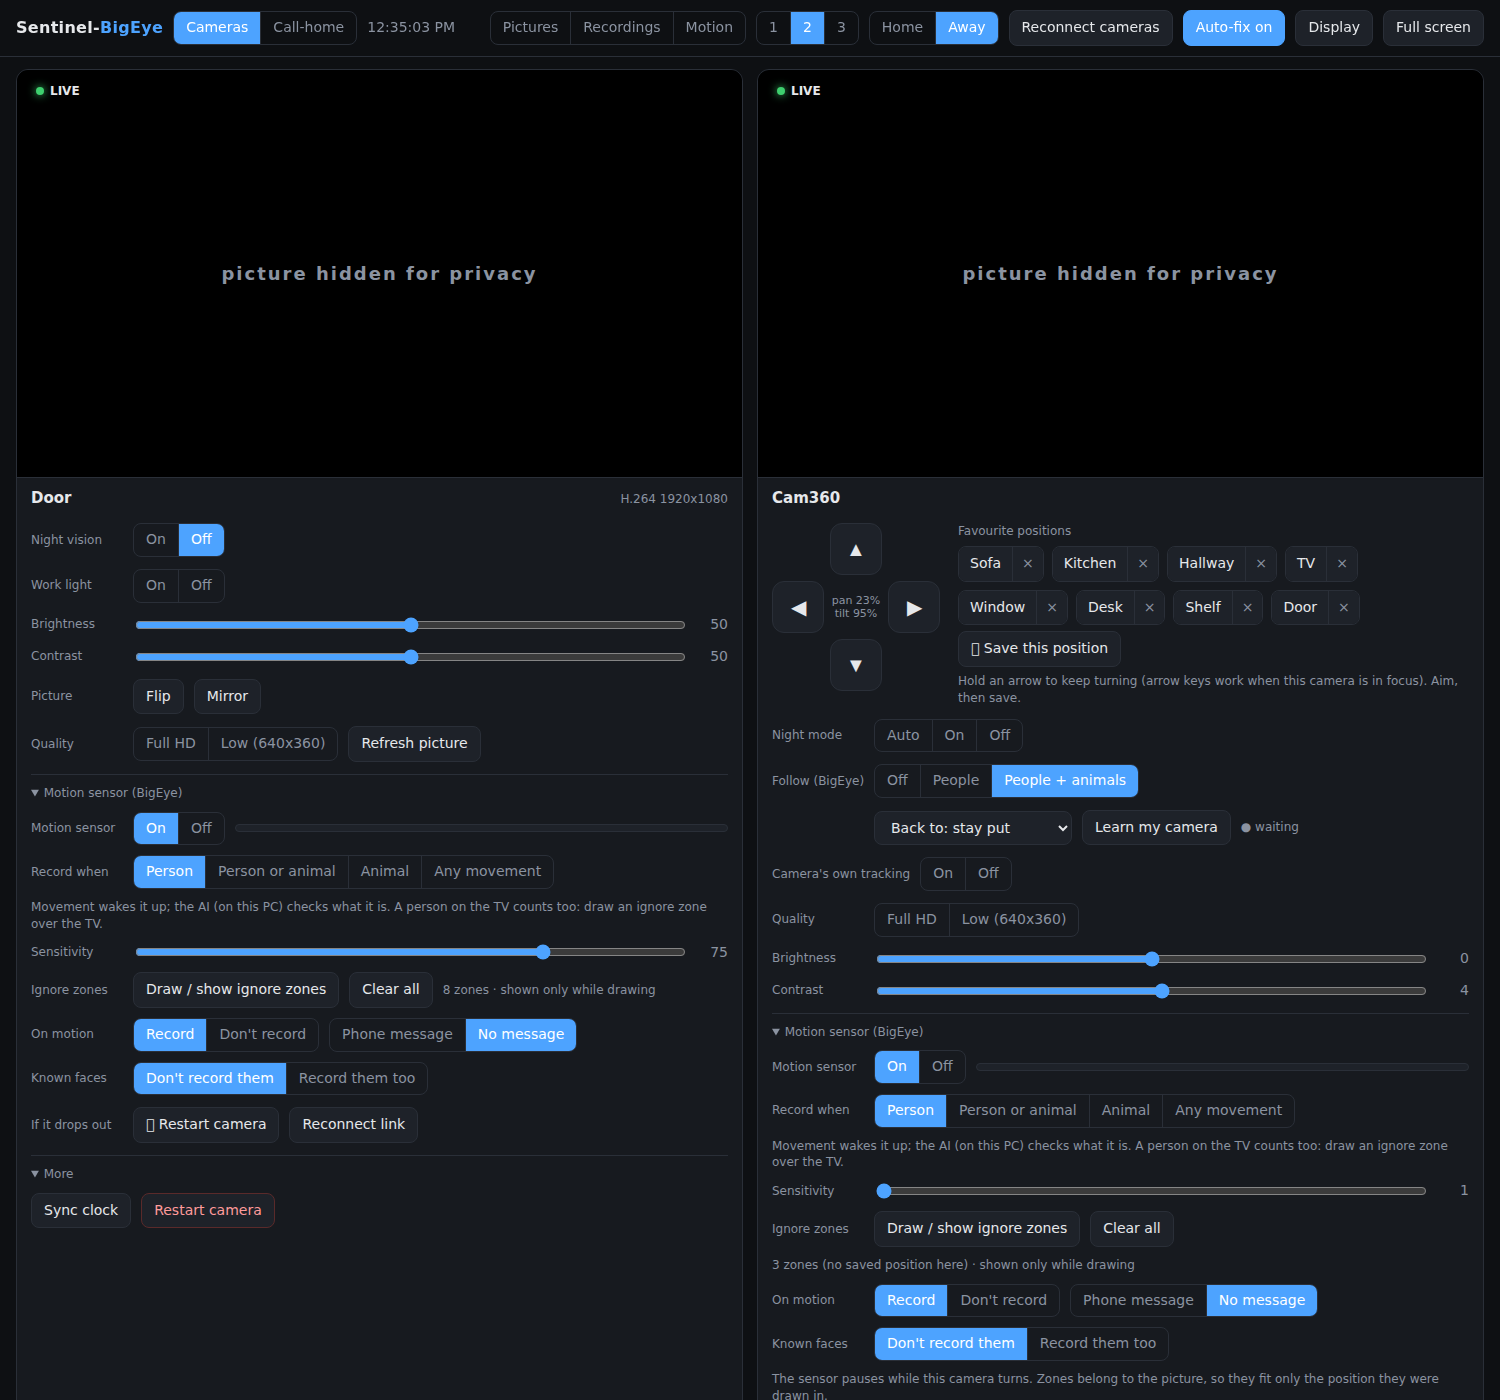 Sentinel-BigEye Cameras Call-home 12:35:03 PM Pictures Recordings Motion 1 2 3 Home Away Reconnect cameras Auto-fix on Display Full screen
LIVE
picture hidden for privacy
Door H.264 1920x1080
Night vision On Off
Work light On Off
Brightness 50
Contrast 50
Picture Flip Mirror
Quality Full HD Low (640x360) Refresh picture
▼ Motion sensor (BigEye)
Motion sensor On Off
Record when Person Person or animal Animal Any movement
Movement wakes it up; the AI (on this PC) checks what it is. A person on the TV counts too: draw an ignore zone
over the TV.
Sensitivity 75
Ignore zones Draw / show ignore zones Clear all 8 zones · shown only while drawing
On motion Record Don't record Phone message No message
Known faces Don't record them Record them too
If it drops out Restart camera Reconnect link
▼ More
Sync clock Restart camera
LIVE
picture hidden for privacy
Cam360
▲
◀ pan 23% ▶
tilt 95%
▼
Favourite positions
Sofa × Kitchen × Hallway × TV ×
Window × Desk × Shelf × Door ×
Save this position
Hold an arrow to keep turning (arrow keys work when this camera is in focus). Aim,
then save.
Night mode Auto On Off
Follow (BigEye) Off People People + animals
Back to: stay put Learn my camera ● waiting
Camera's own tracking On Off
Quality Full HD Low (640x360)
Brightness 0
Contrast 4
▼ Motion sensor (BigEye)
Motion sensor On Off
Record when Person Person or animal Animal Any movement
Movement wakes it up; the AI (on this PC) checks what it is. A person on the TV counts too: draw an ignore zone
over the TV.
Sensitivity 1
Ignore zones Draw / show ignore zones Clear all
3 zones (no saved position here) · shown only while drawing
On motion Record Don't record Phone message No message
Known faces Don't record them Record them too
The sensor pauses while this camera turns. Zones belong to the picture, so they fit only the position they were
drawn in.